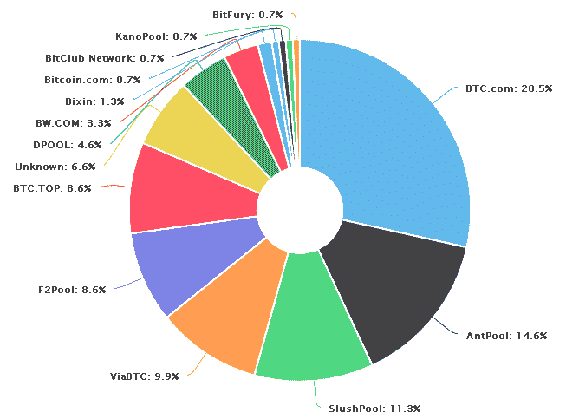 BitFury: 0.7%
KanoPool: 0.7%
BitClub Network: 0.7%
Bitcoin.com: 0.7%
Bixin: 1.3%
BW.COM: 3.3%
DPOOL: 4.6%
Unknown: 6.6%
BTC.TOP: 8.6%
F2Pool: 8.6%
ViaBTC: 9.9%
SlushPool: 11.3%
AntPool: 14.6%
BTC.com: 28.5%